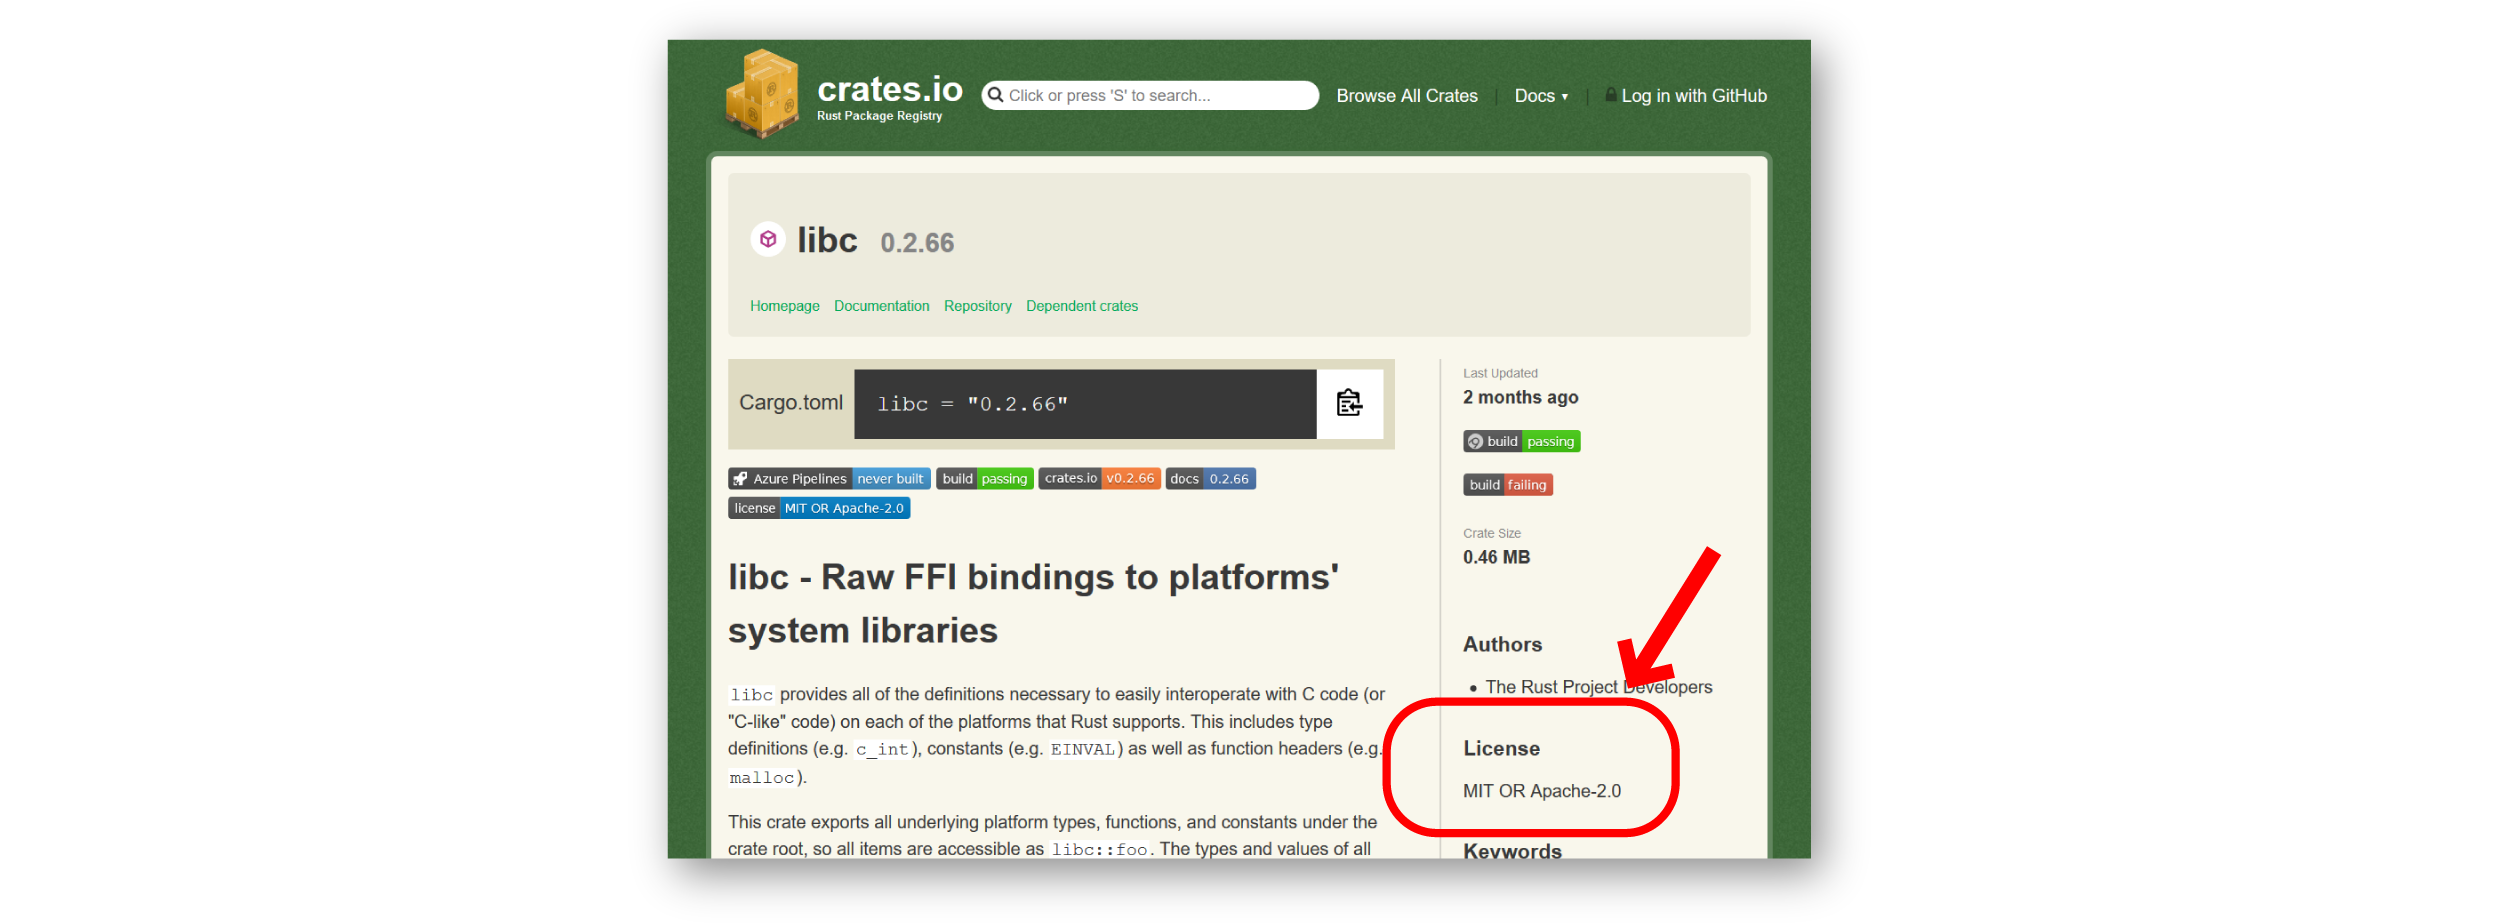 crates.io
Rust Package Registry
Click or press 'S' to search...
Browse All Crates
Docs ▾
Log in with GitHub
libc 0.2.66
Homepage Documentation Repository Dependent crates
Cargo.toml
libc = "0.2.66"
Azure Pipelines never built build passing crates.io v0.2.66 docs 0.2.66
license MIT OR Apache-2.0
libc - Raw FFI bindings to platforms'
system libraries
libc provides all of the definitions necessary to easily interoperate with C code (or
"C-like" code) on each of the platforms that Rust supports. This includes type
definitions (e.g. c_int), constants (e.g. EINVAL) as well as function headers (e.g.
malloc).
This crate exports all underlying platform types, functions, and constants under the
crate root, so all items are accessible as libc::foo. The types and values of all
Last Updated
2 months ago
build passing
build failing
Crate Size
0.46 MB
Authors
• The Rust Project Developers
License
MIT OR Apache-2.0
Keywords